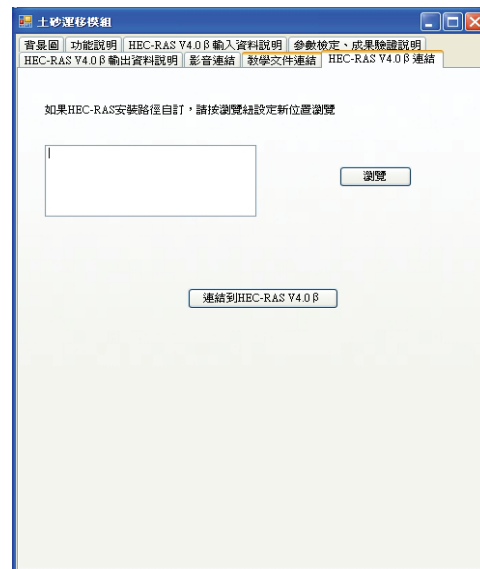 土砂運移模組
背景圖 功能說明 HEC-RAS V4.0β輸入資料說明 參數檢定、成果驗證說明
HEC-RAS V4.0β輸出資料說明 影音連結 教學文件連結 HEC-RAS V4.0β連結
如果HEC-RAS安裝路徑自訂，請按瀏覽鈕設定新位置瀏覽
瀏覽
連結到HEC-RAS V4.0β